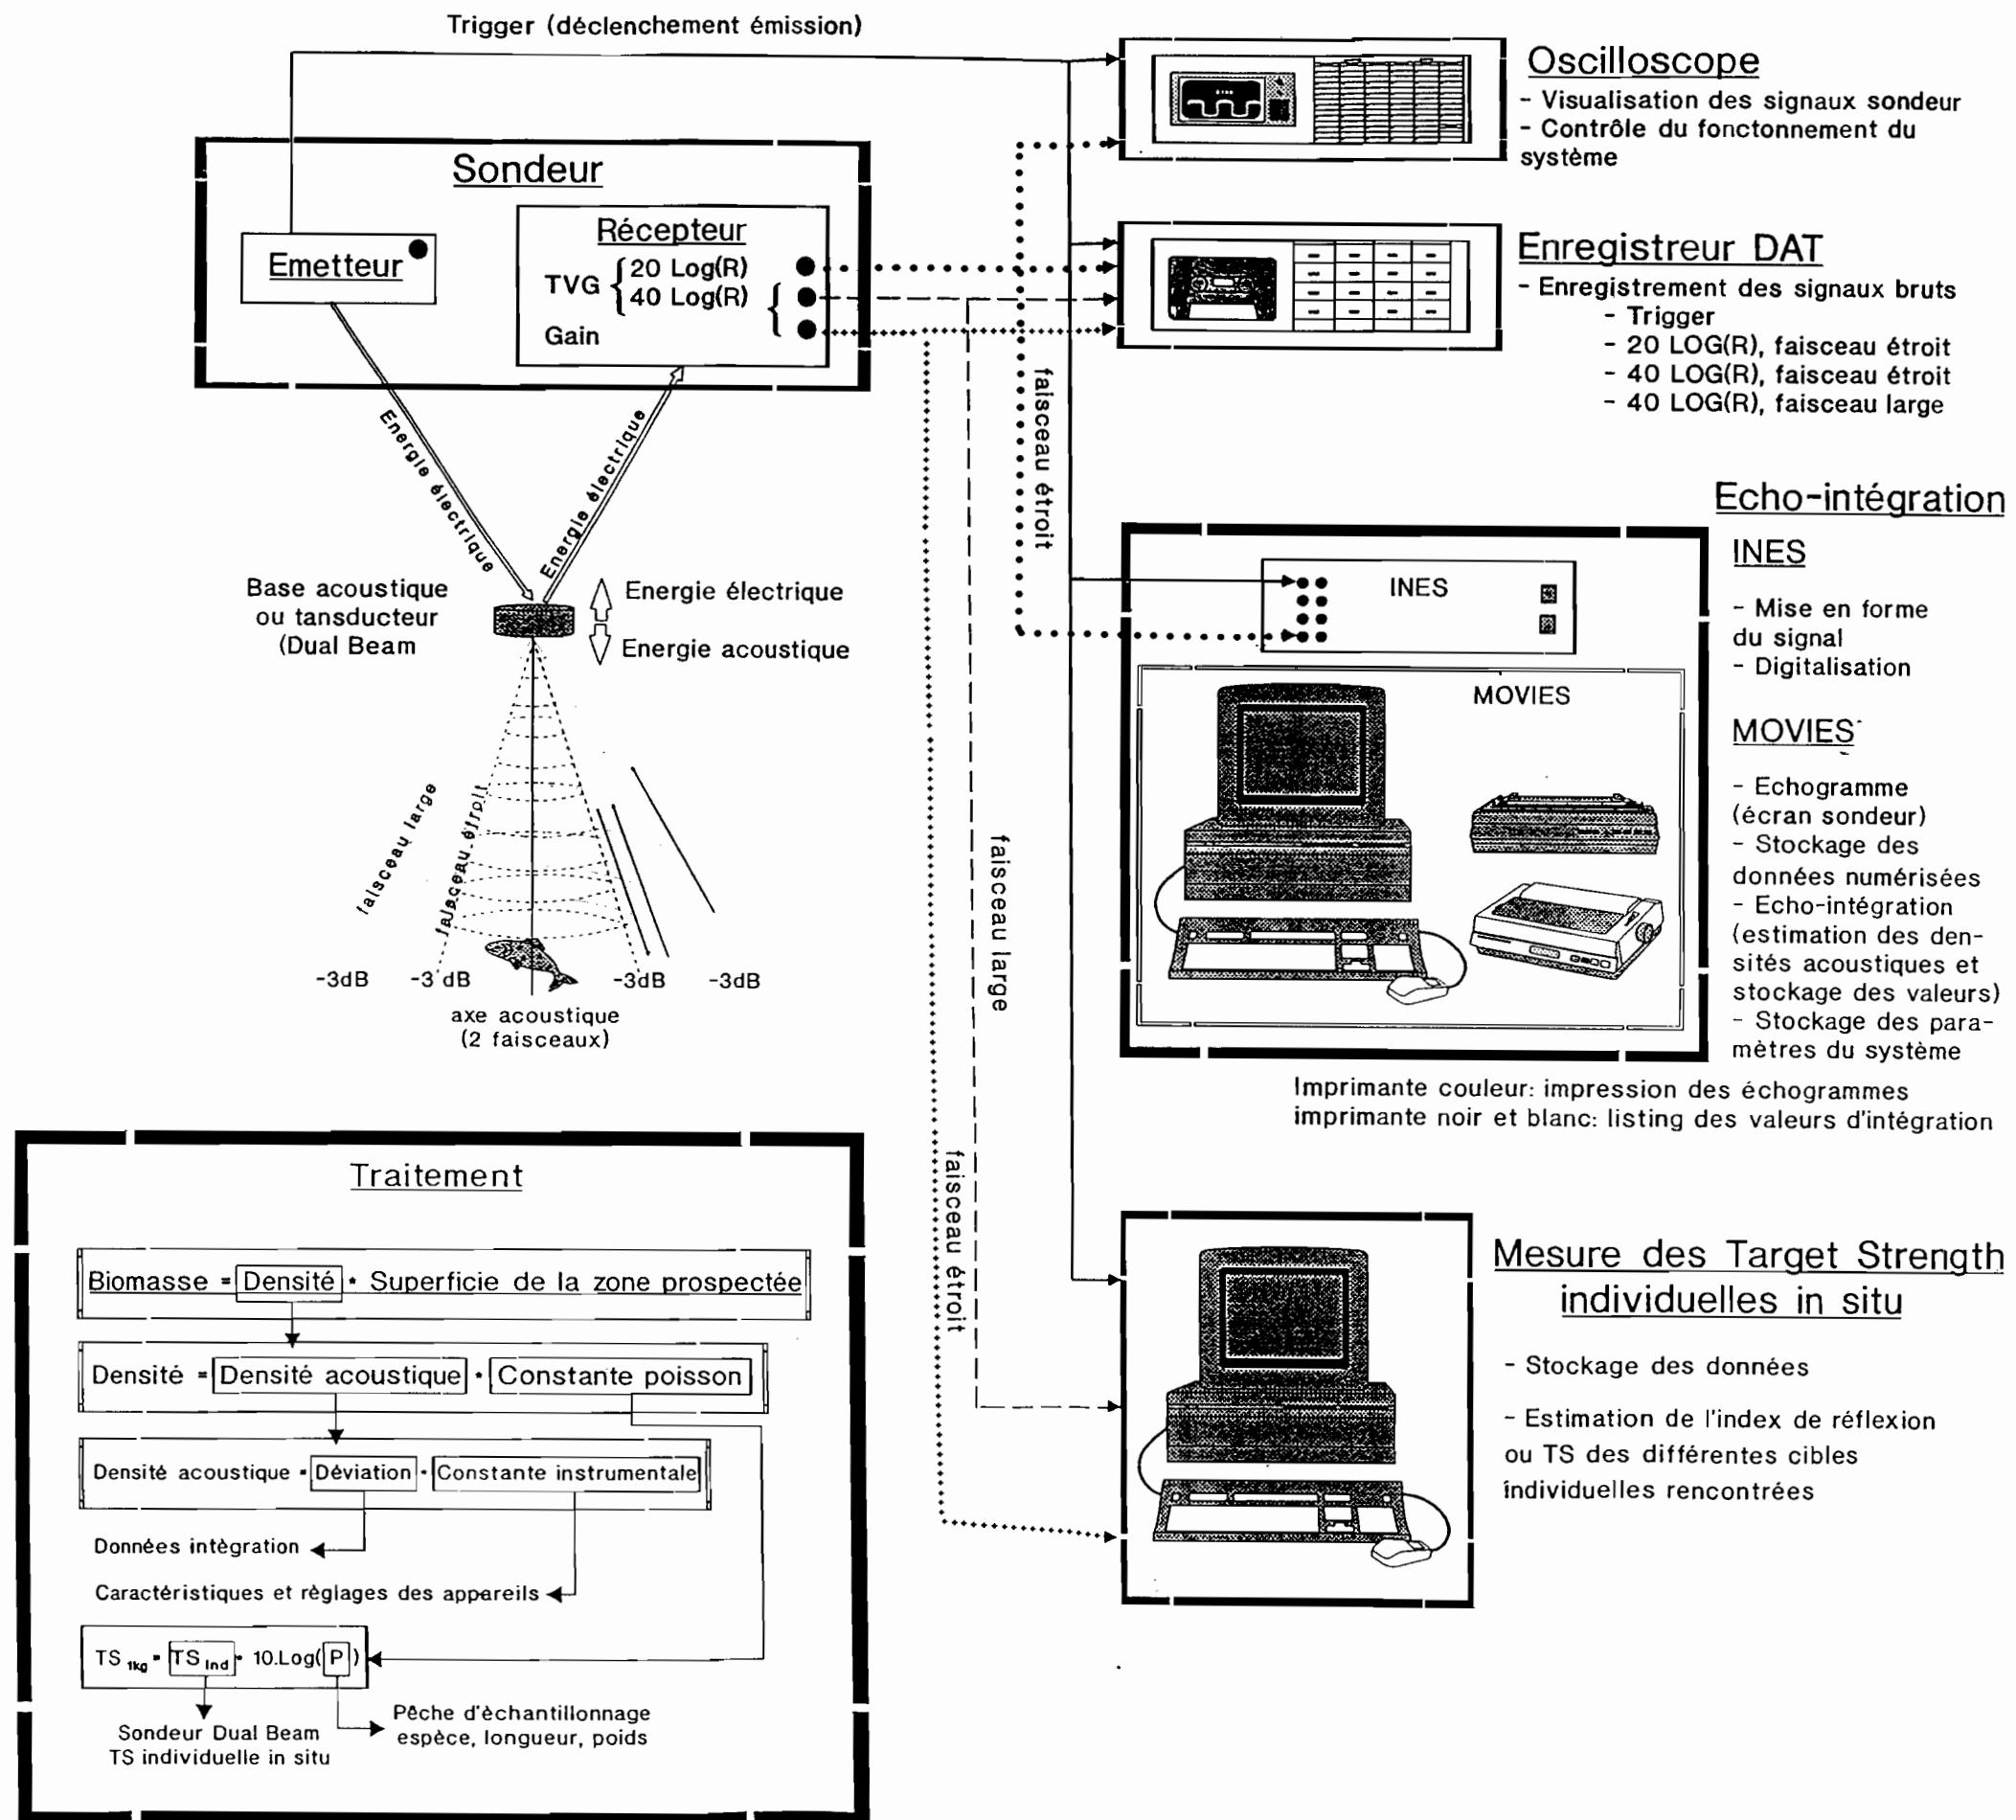 Trigger (déclenchement émission)
Sondeur
Emetteur
Récepteur
TVG { 20 Log(R)
40 Log(R)
Gain
Energie électrique
Energie électrique
Base acoustique
ou tansducteur
(Dual Beam
Energie électrique
Energie acoustique
faisceau large
faisceau étroit
-3dB
-3 dB
-3dB
-3dB
axe acoustique
(2 faisceaux)
faisceau étroit
faisceau large
faisceau étroit
Oscilloscope
- Visualisation des signaux sondeur
- Contrôle du fonctonnement du
système
Enregistreur DAT
- Enregistrement des signaux bruts
- Trigger
- 20 LOG(R), faisceau étroit
- 40 LOG(R), faisceau étroit
- 40 LOG(R), faisceau large
Echo-intégration
INES
MOVIES
INES
- Mise en forme
du signal
- Digitalisation
MOVIES
- Echogramme
(écran sondeur)
- Stockage des
données numérisées
- Echo-intégration
(estimation des den-
sités acoustiques et
stockage des valeurs)
- Stockage des para-
mètres du système
Imprimante couleur: impression des échogrammes
imprimante noir et blanc: listing des valeurs d'intégration
Mesure des Target Strength
individuelles in situ
- Stockage des données
- Estimation de l'index de réflexion
ou TS des différentes cibles
individuelles rencontrées
Traitement
Biomasse = Densité * Superficie de la zone prospectée
Densité = Densité acoustique * Constante poisson
Densité acoustique = Déviation * Constante instrumentale
Données intègration
Caractéristiques et règlages des appareils
TS 1kg = TS Ind - 10.Log(P)
Sondeur Dual Beam
TS individuelle in situ
Pêche d'èchantillonnage
espèce, longueur, poids